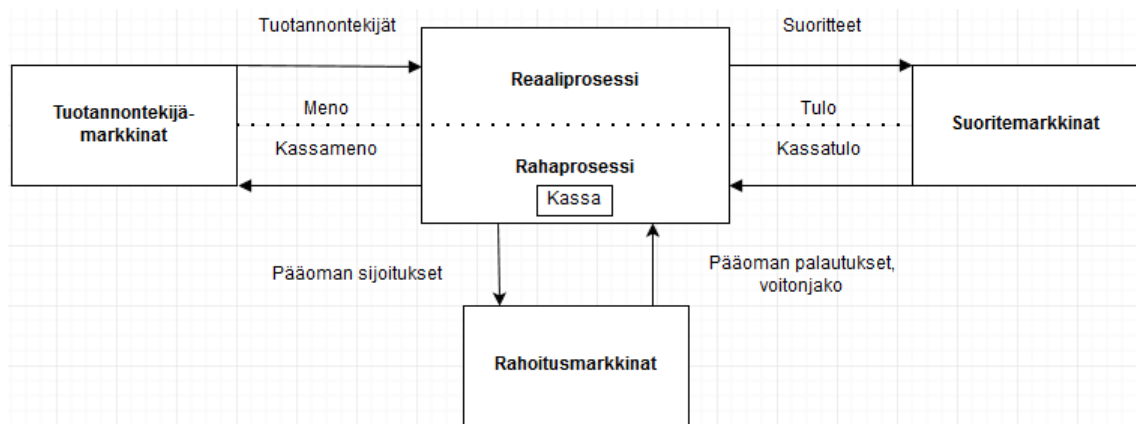 Tuotannontekijät
Suoritteet
Reaaliprosessi
Tuotannontekijä-
markkinat
Meno
Tulo
Suoritemarkkinat
Kassameno
Kassatulo
Rahaprosessi
Kassa
Pääoman sijoitukset
Pääoman palautukset,
voitonjako
Rahoitusmarkkinat